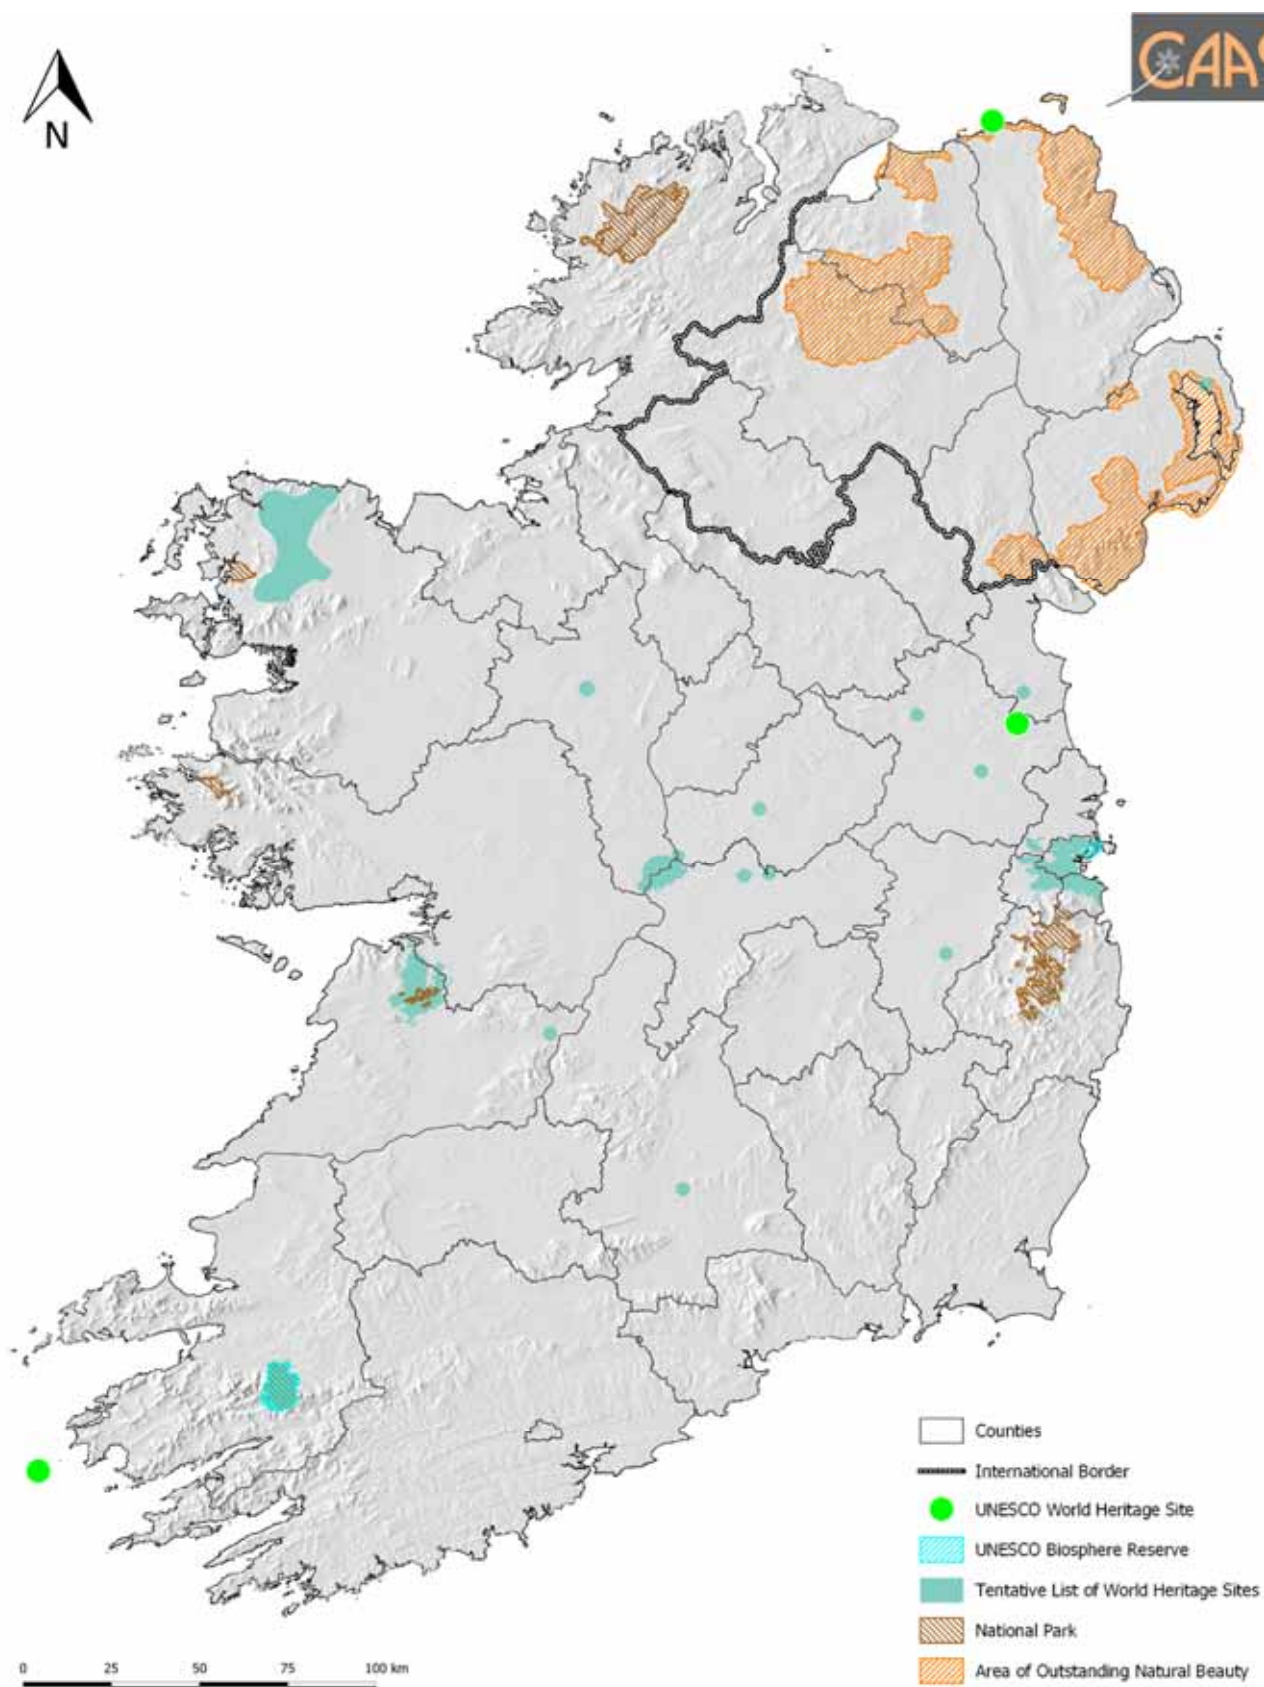 CAAS
N
Counties
International Border
UNESCO World Heritage Site
UNESCO Biosphere Reserve
Tentative List of World Heritage Sites
National Park
Area of Outstanding Natural Beauty
0 25 50 75 100 km